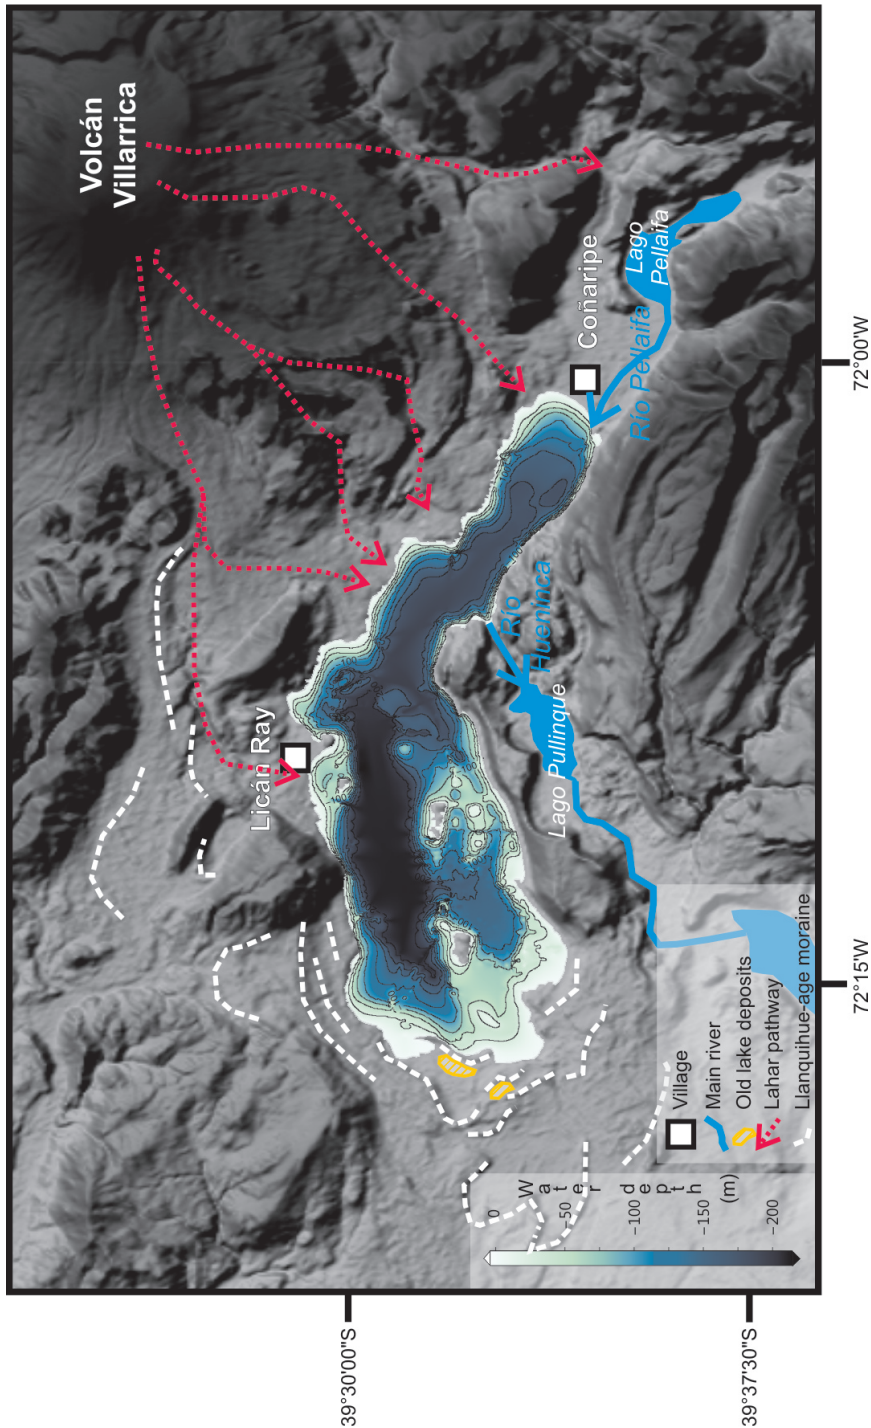 Volcán
Villarrica
Licán Ray
Coñaripe
Lago
Pellaifa
Río Pellaifa
Río
Hueninca
Lago Pullinque
Village
Main river
Old lake deposits
Lahar pathway
Llanquihue-age moraine
Water depth
(m)
0
-50
-100
-150
-200
72°15'W
72°00'W
39°30'00"S
39°37'30"S